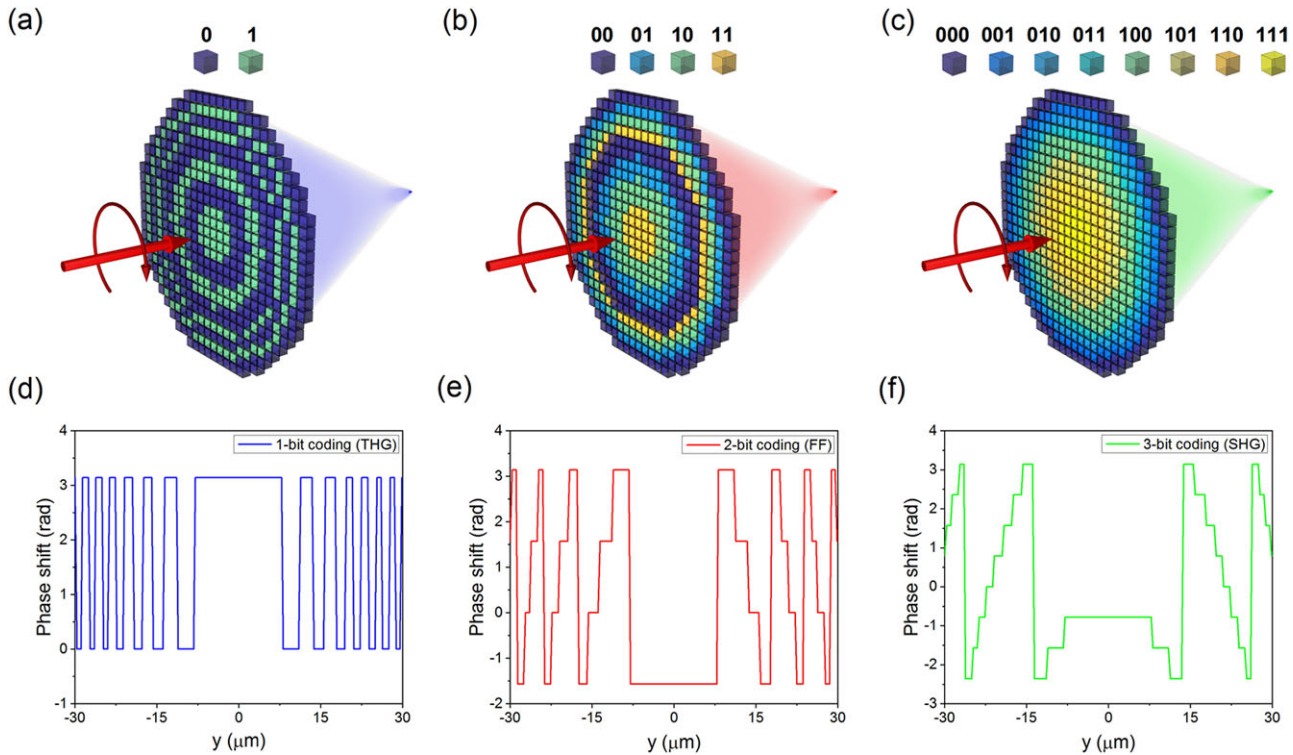 (a)
0 1
(b)
00 01 10 11
(c)
000 001 010 011 100 101 110 111
(d)
1-bit coding (THG)
Phase shift (rad)
4
3
2
1
0
-1
-30 -15 0 15 30
y (μm)
(e)
2-bit coding (FF)
Phase shift (rad)
4
3
2
1
0
-1
-2
-30 -15 0 15 30
y (μm)
(f)
3-bit coding (SHG)
Phase shift (rad)
4
3
2
1
0
-1
-2
-3
-30 -15 0 15 30
y (μm)